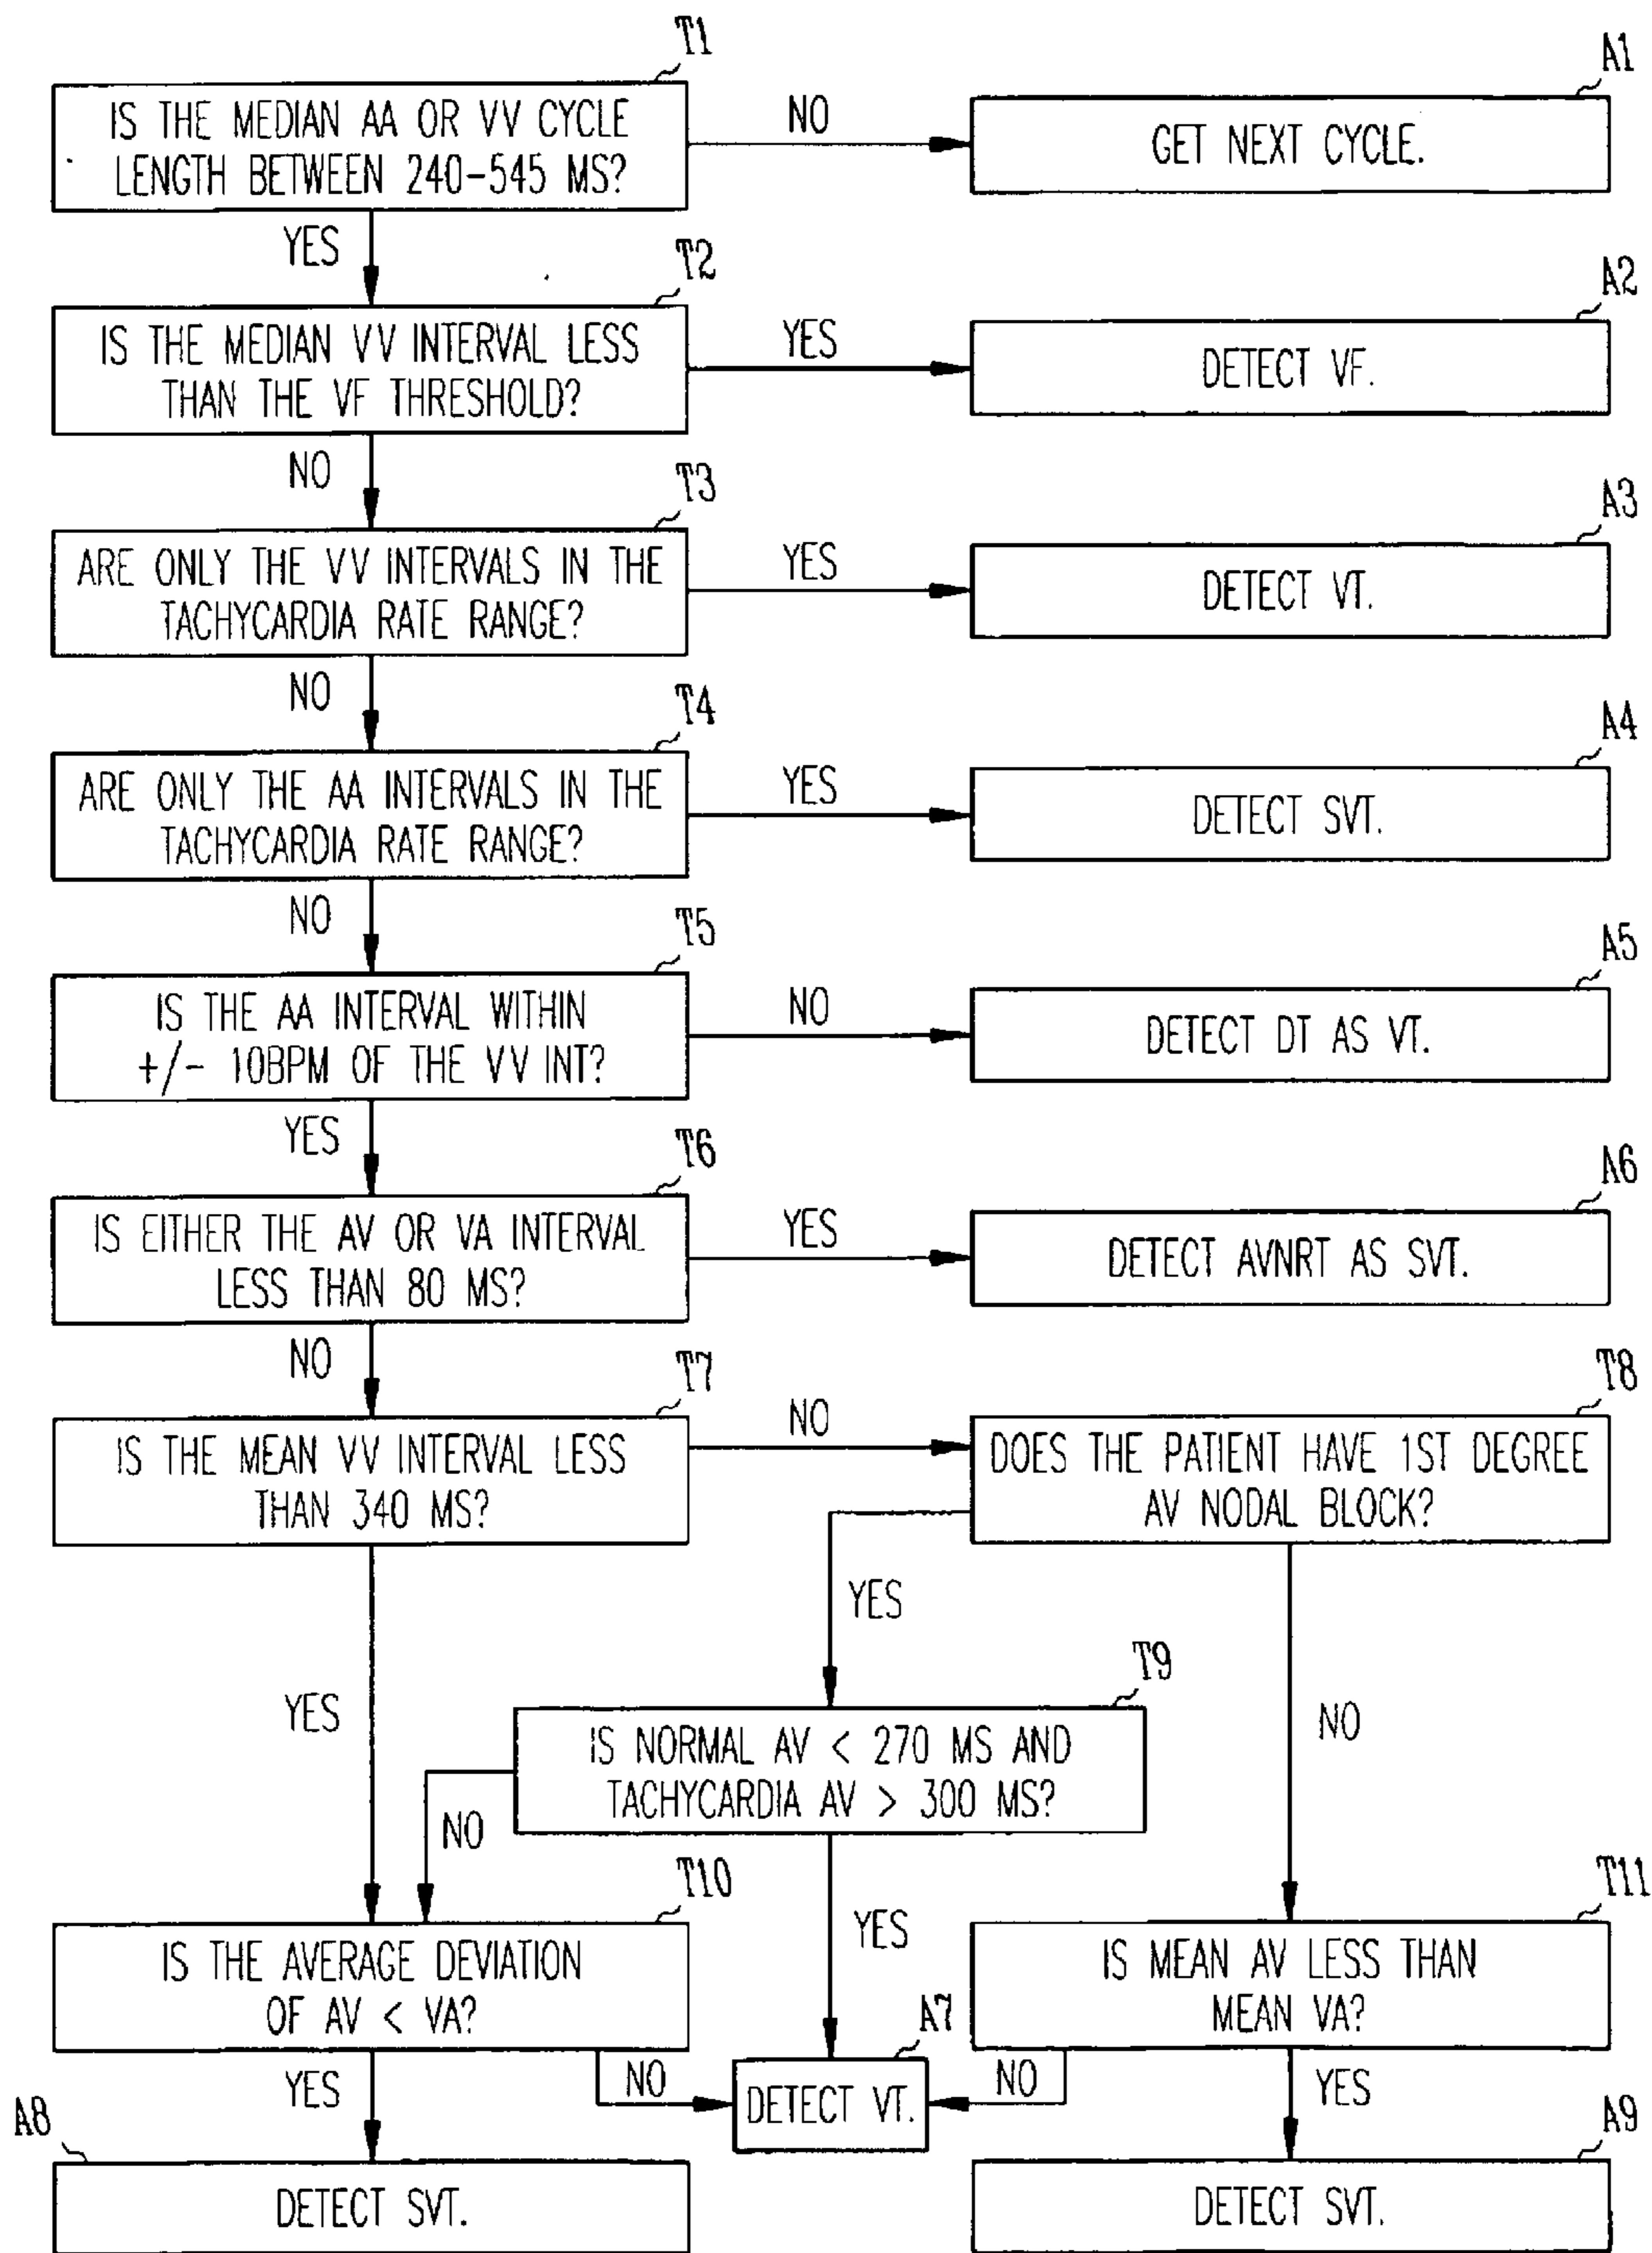 T1
IS THE MEDIAN AA OR VV CYCLE
LENGTH BETWEEN 240-545 MS?
NO
A1
GET NEXT CYCLE.
YES
T2
IS THE MEDIAN VV INTERVAL LESS
THAN THE VF THRESHOLD?
YES
A2
DETECT VF.
NO
T3
ARE ONLY THE VV INTERVALS IN THE
TACHYCARDIA RATE RANGE?
YES
A3
DETECT VT.
NO
T4
ARE ONLY THE AA INTERVALS IN THE
TACHYCARDIA RATE RANGE?
YES
A4
DETECT SVT.
NO
T5
IS THE AA INTERVAL WITHIN
+/- 10BPM OF THE VV INT?
NO
A5
DETECT DT AS VT.
YES
T6
IS EITHER THE AV OR VA INTERVAL
LESS THAN 80 MS?
YES
A6
DETECT AVNRT AS SVT.
NO
T7
IS THE MEAN VV INTERVAL LESS
THAN 340 MS?
NO
T8
DOES THE PATIENT HAVE 1ST DEGREE
AV NODAL BLOCK?
YES
YES
NO
T9
IS NORMAL AV < 270 MS AND
TACHYCARDIA AV > 300 MS?
NO
YES
T10
IS THE AVERAGE DEVIATION
OF AV < VA?
T11
IS MEAN AV LESS THAN
MEAN VA?
YES
NO
A7
DETECT VT.
NO
YES
A8
DETECT SVT.
A9
DETECT SVT.